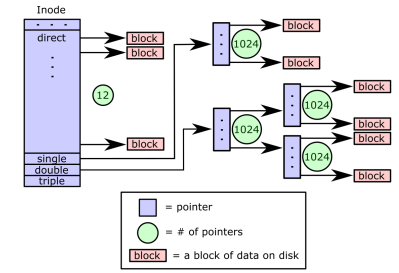 Inode
direct
block
block
12
block
single
double
triple
1024
block
block
1024
1024
block
block
1024
block
block
= pointer
= # of pointers
block = a block of data on disk